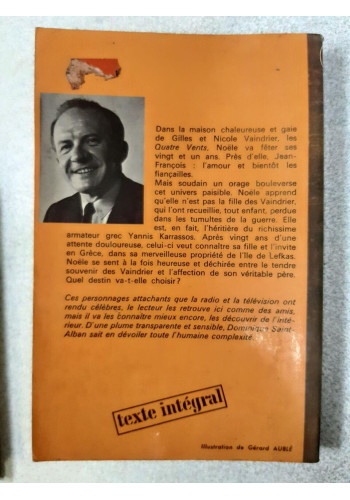 Dans la maison chaleureuse et gaie
de Gilles et Nicole Vaindrier, les
Quatre Vents, Noële va fêter ses
vingt et un ans. Près d'elle, Jean-
François : l'amour et bientôt les
fiançailles.
Mais soudain un orage bouleverse
cet univers paisible. Noële apprend
qu'elle n'est pas la fille des Vaindrier,
qui l'ont recueillie, tout enfant, perdue
dans les tumultes de la guerre. Elle
est, en fait, l'héritière du richissime
armateur grec Yannis Karrassos. Après vingt ans d'une
attente douloureuse, celui-ci veut connaître sa fille et l'invite
en Grèce, dans sa merveilleuse propriété de l'île de Lefkas.
Noële se sent à la fois heureuse et déchirée entre le tendre
souvenir des Vaindrier et l'affection de son véritable père.
Quel destin va-t-elle choisir ?
Ces personnages attachants que la radio et la télévision ont
rendu célèbres, le lecteur les retrouve ici comme des amis,
mais il va les connaître mieux encore, les découvrir de l'inté-
rieur. D'une plume transparente et sensible, Dominique Saint-
Alban sait en dévoiler toute l'humaine complexité.
texte intégral
Illustration de Gérard AUBLÉ